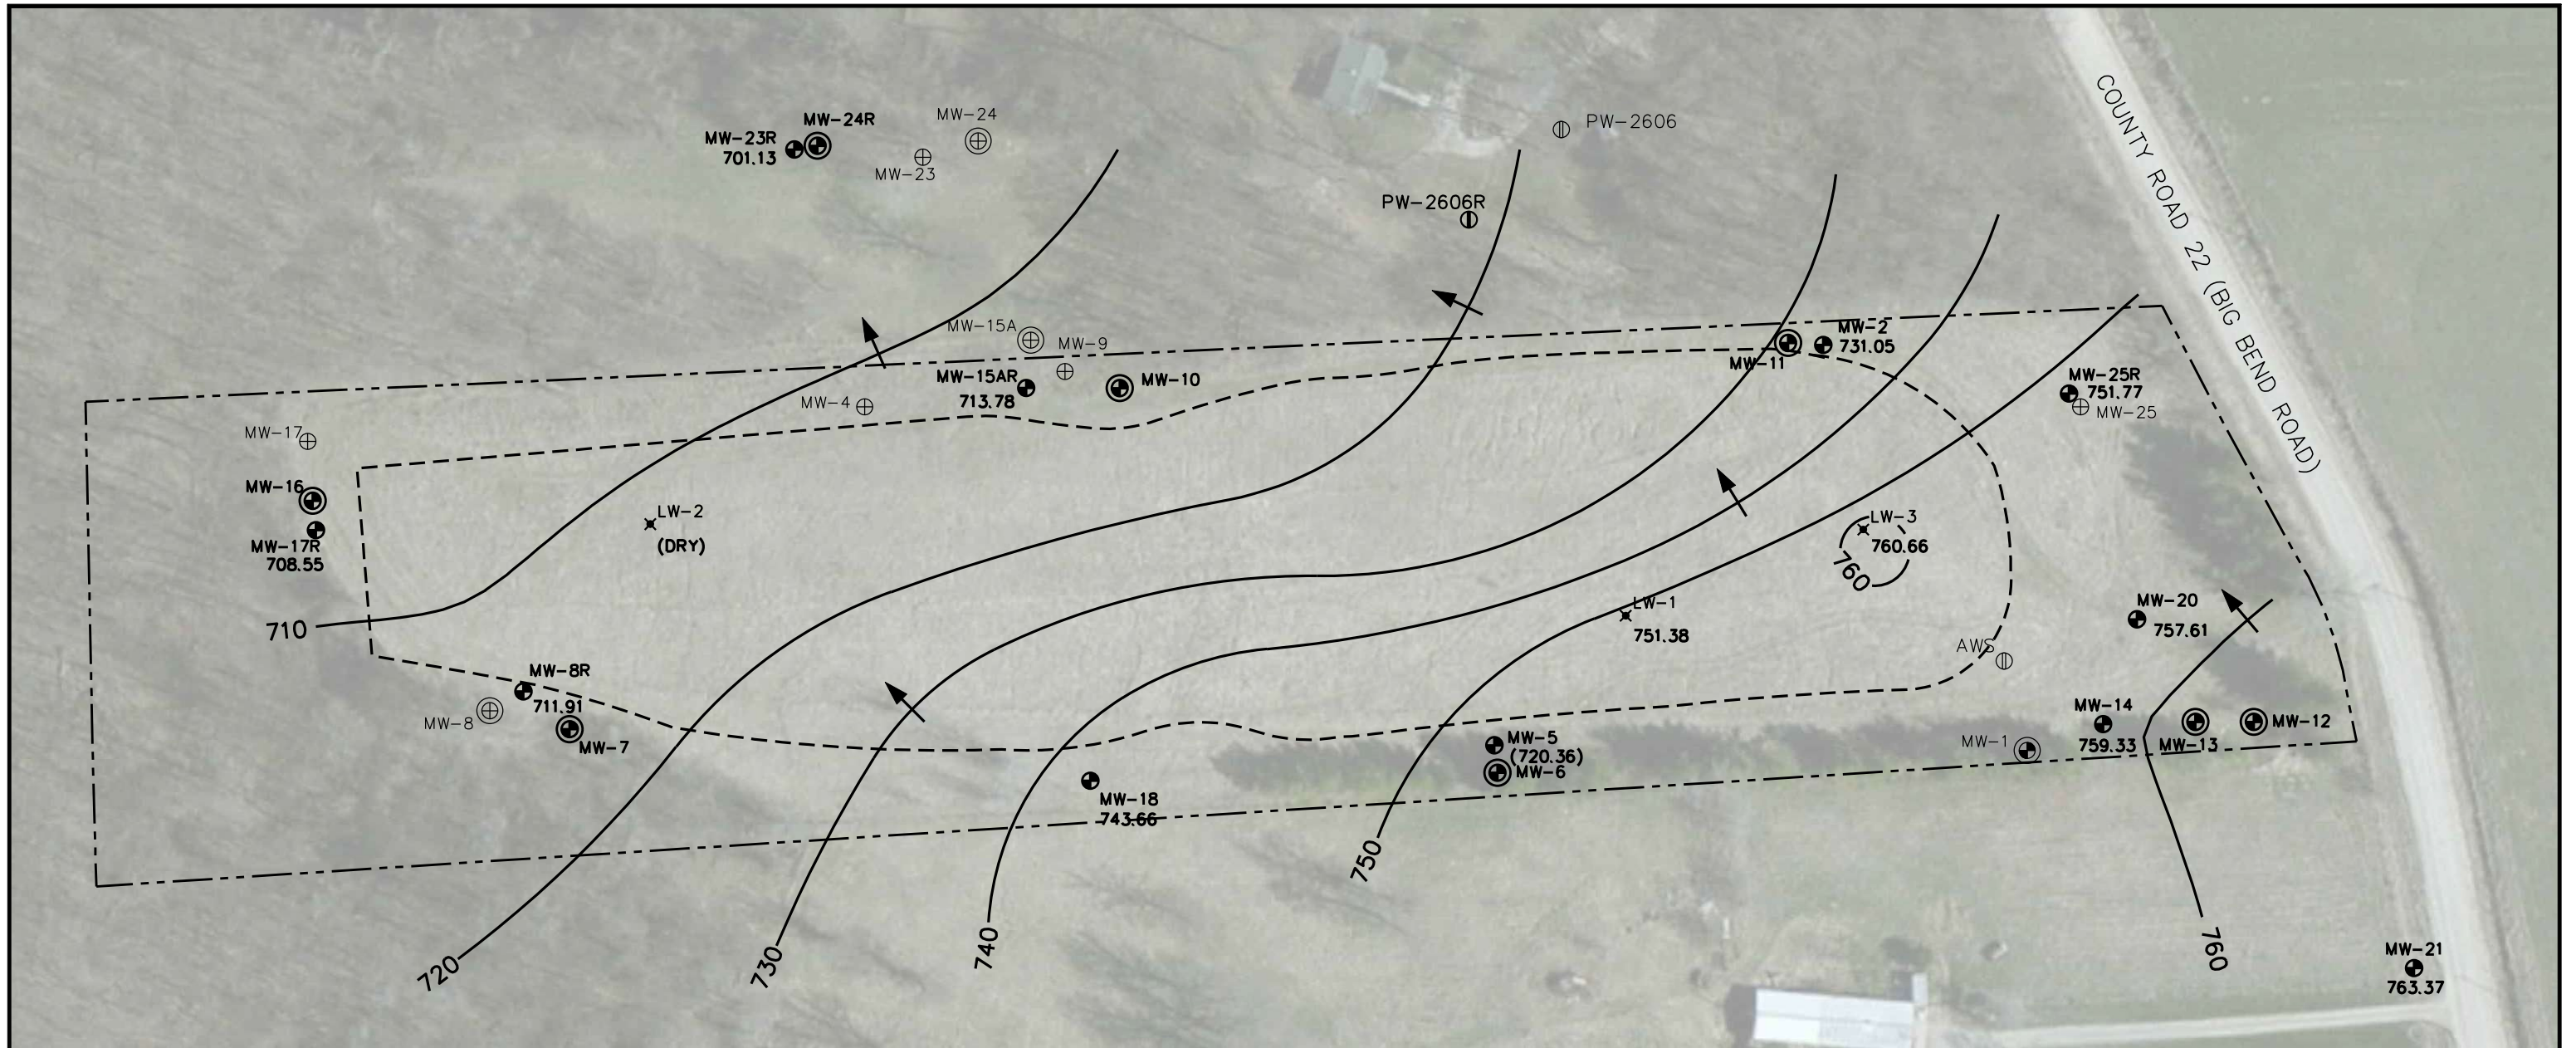 MW-24R
MW-23R
701.13
MW-24
MW-23
PW-2606
PW-2606R
COUNTY ROAD 22 (BIG BEND ROAD)
MW-15A
MW-9
MW-15AR
713.78
MW-10
MW-4
MW-2
731.05
MW-11
MW-25R
751.77
MW-25
MW-17
MW-16
MW-17R
708.55
LW-2
(DRY)
LW-3
760.66
760
LW-1
751.38
710
MW-20
757.61
AWS
MW-8R
711.91
MW-8
MW-7
MW-5
(720.36)
MW-6
MW-18
743.66
MW-1
MW-14
759.33
MW-13
MW-12
750
720
730
740
760
MW-21
763.37